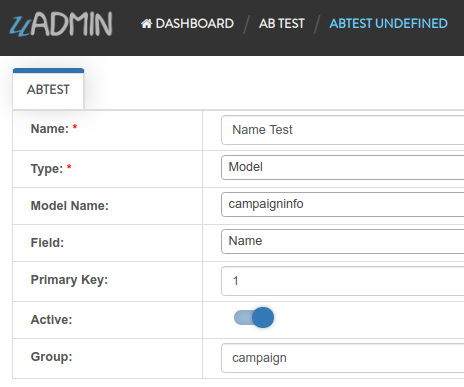 uADMIN DASHBOARD / AB TEST / ABTEST UNDEFINED
ABTEST
Name: * Name Test
Type: * Model
Model Name: campaigninfo
Field: Name
Primary Key: 1
Active:
Group: campaign